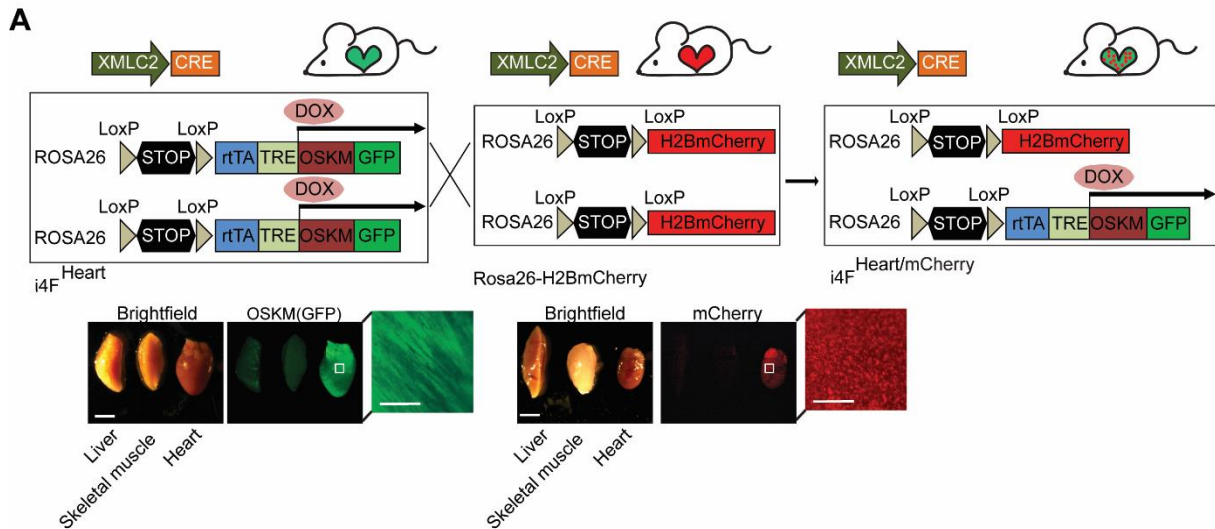 A
XMLC2 CRE
XMLC2 CRE
XMLC2 CRE
DOX
LoxP LoxP
ROSA26 STOP rtTA TRE OSKM GFP
DOX
LoxP LoxP
ROSA26 STOP rtTA TRE OSKM GFP
i4F Heart
LoxP LoxP
ROSA26 STOP H2BmCherry
LoxP LoxP
ROSA26 STOP H2BmCherry
Rosa26-H2BmCherry
LoxP LoxP
ROSA26 STOP H2BmCherry
DOX
LoxP LoxP
ROSA26 STOP rtTA TRE OSKM GFP
i4F Heart/mCherry
Brightfield OSKM(GFP)
Liver
Skeletal muscle
Heart
Brightfield mCherry
Liver
Skeletal muscle
Heart